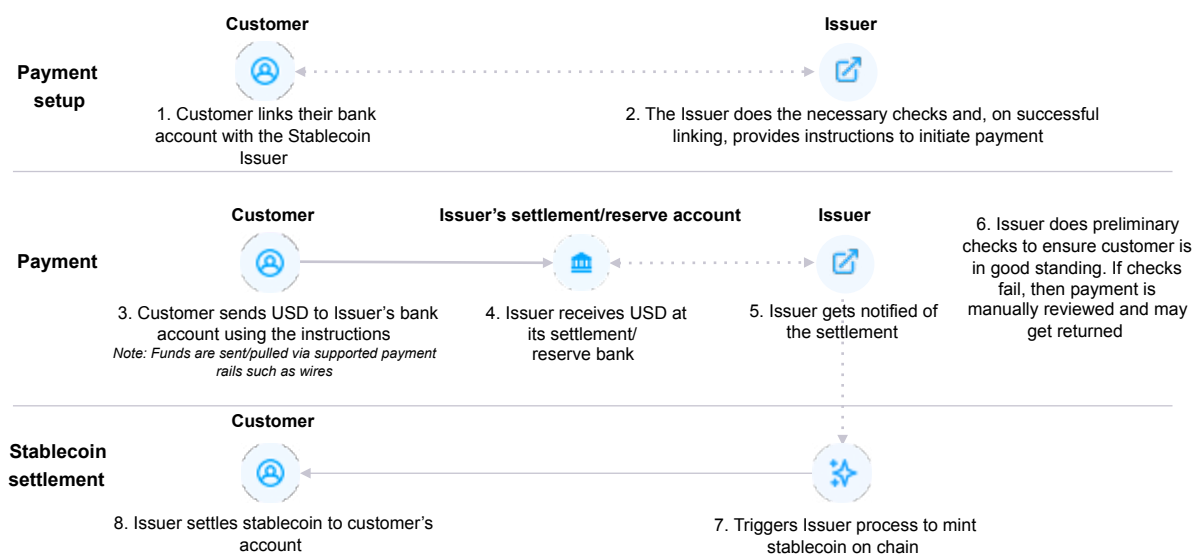 Customer
Issuer
Payment
setup
1. Customer links their bank
account with the Stablecoin
Issuer
2. The Issuer does the necessary checks and, on successful
linking, provides instructions to initiate payment
Customer
Issuer's settlement/reserve account
Issuer
Payment
3. Customer sends USD to Issuer's bank
account using the instructions
Note: Funds are sent/pulled via supported payment
rails such as wires
4. Issuer receives USD at
its settlement/
reserve bank
5. Issuer gets notified of
the settlement
6. Issuer does preliminary
checks to ensure customer is
in good standing. If checks
fail, then payment is
manually reviewed and may
get returned
Customer
Stablecoin
settlement
8. Issuer settles stablecoin to customer's
account
7. Triggers Issuer process to mint
stablecoin on chain